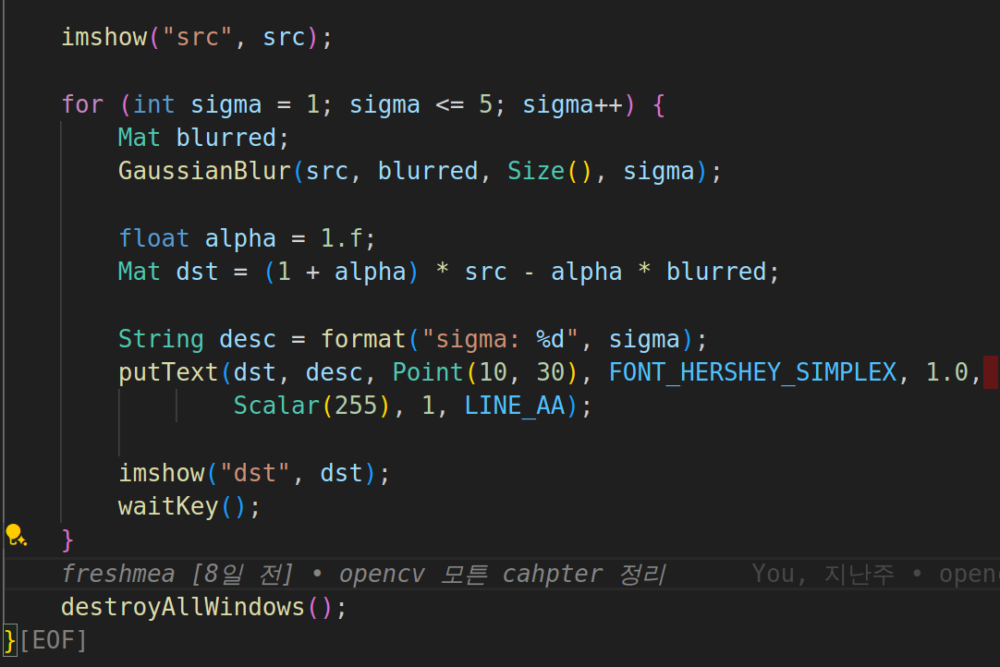 imshow("src", src);
for (int sigma = 1; sigma <= 5; sigma++) {
Mat blurred;
GaussianBlur(src, blurred, Size(), sigma);
float alpha = 1.f;
Mat dst = (1 + alpha) * src - alpha * blurred;
String desc = format("sigma: %d", sigma);
putText(dst, desc, Point(10, 30), FONT_HERSHEY_SIMPLEX, 1.0,
Scalar(255), 1, LINE_AA);
imshow("dst", dst);
waitKey();
}
freshmea [8일 전] • opencv 모튼 cahpter 정리 You, 지난주 • open
destroyAllWindows();
}[EOF]